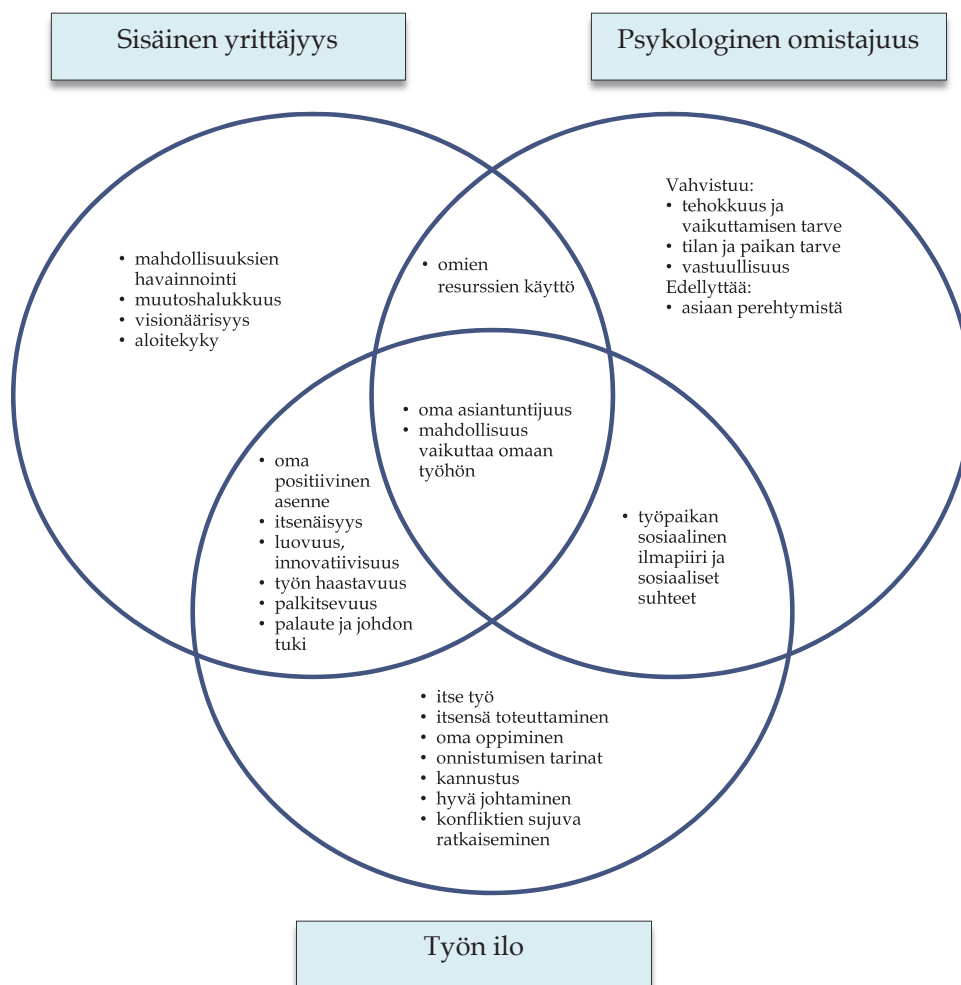 Sisäinen yrittäjyys
Psykologinen omistajuus
• mahdollisuuksien
havainnointi
• muutoshalukkuus
• visionäärisyys
• aloitekyky
• omien
resurssien käyttö
Vahvistuu:
• tehokkuus ja
vaikuttamisen tarve
• tilan ja paikan tarve
• vastuullisuus
Edellyttää:
• asiaan perehtymistä
• oma asiantuntijuus
• mahdollisuus
vaikuttaa omaan
työhön
• oma
positiivinen
asenne
• itsenäisyys
• luovuus,
innovatiivisuus
• työn haastavuus
• palkitsevuus
• palaute ja johdon
tuki
• työpaikan
sosiaalinen
ilmapiiri ja
sosiaaliset
suhteet
• itse työ
• itsensä toteuttaminen
• oma oppiminen
• onnistumisen tarinat
• kannustus
• hyvä johtaminen
• konfliktien sujuva
ratkaiseminen
Työn ilo